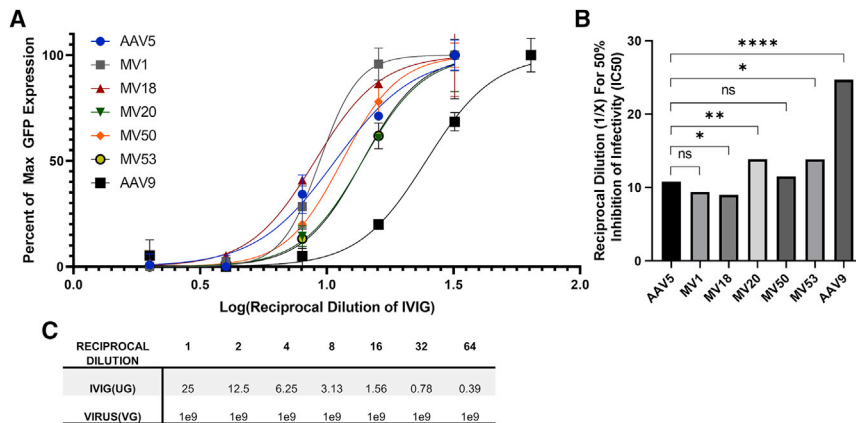 A
AAV5
MV1
MV18
MV20
MV50
MV53
AAV9
Percent of Max GFP Expression
100
50
0
0.0 0.5 1.0 1.5 2.0
Log(Reciprocal Dilution of IVIG)
B
Reciprocal Dilution (1/X) For 50%
Inhibition of Infectivity (IC50)
30
20
10
0
****
*
ns
**
*
ns
AAV5 MV1 MV18 MV20 MV50 MV53 AAV9
C
RECIPROCAL DILUTION 1 2 4 8 16 32 64
IVIG(UG) 25 12.5 6.25 3.13 1.56 0.78 0.39
VIRUS(VG) 1e9 1e9 1e9 1e9 1e9 1e9 1e9